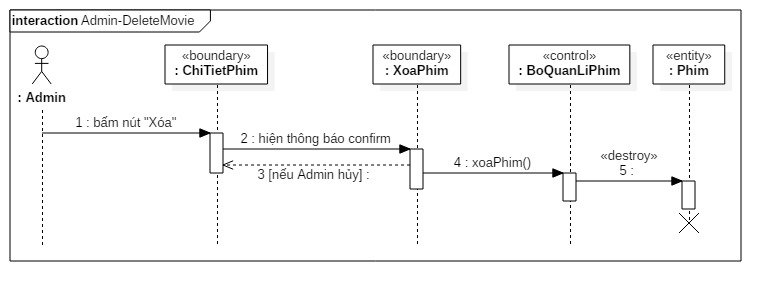 interaction Admin-DeleteMovie
«boundary»
: ChiTietPhim
«boundary»
: XoaPhim
«control»
: BoQuanLiPhim
«entity»
: Phim
: Admin
1 : bấm nút "Xóa"
2 : hiện thông báo confirm
3 [nếu Admin hủy] :
4 : xoaPhim()
«destroy»
5 :